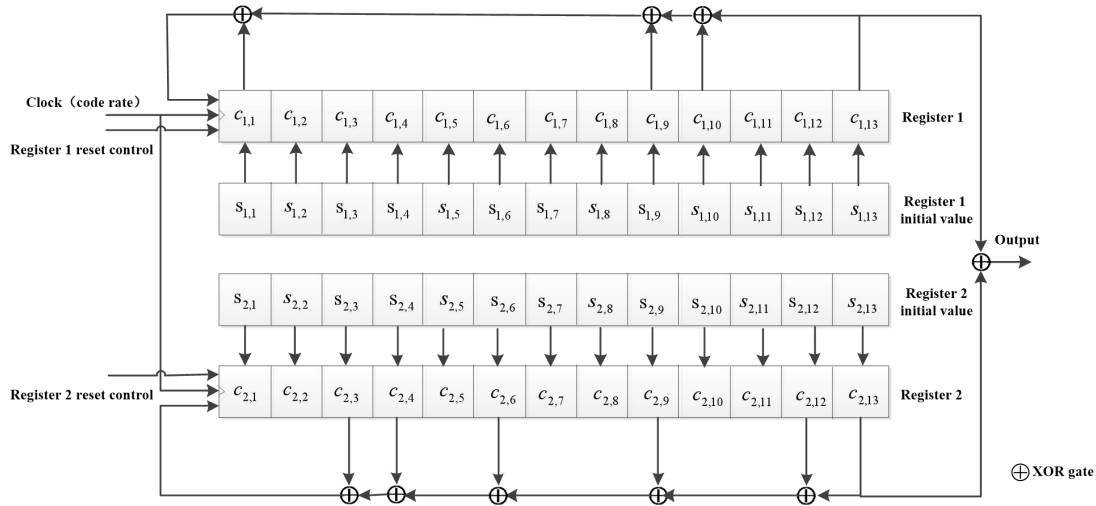 Clock（code rate）
c1,1 c1,2 c1,3 c1,4 c1,5 c1,6 c1,7 c1,8 c1,9 c1,10 c1,11 c1,12 c1,13
Register 1
Register 1 reset control
s1,1 s1,2 s1,3 s1,4 s1,5 s1,6 s1,7 s1,8 s1,9 s1,10 s1,11 s1,12 s1,13
Register 1
initial value
Output
s2,1 s2,2 s2,3 s2,4 s2,5 s2,6 s2,7 s2,8 s2,9 s2,10 s2,11 s2,12 s2,13
Register 2
initial value
Register 2 reset control
c2,1 c2,2 c2,3 c2,4 c2,5 c2,6 c2,7 c2,8 c2,9 c2,10 c2,11 c2,12 c2,13
Register 2
⊕ XOR gate